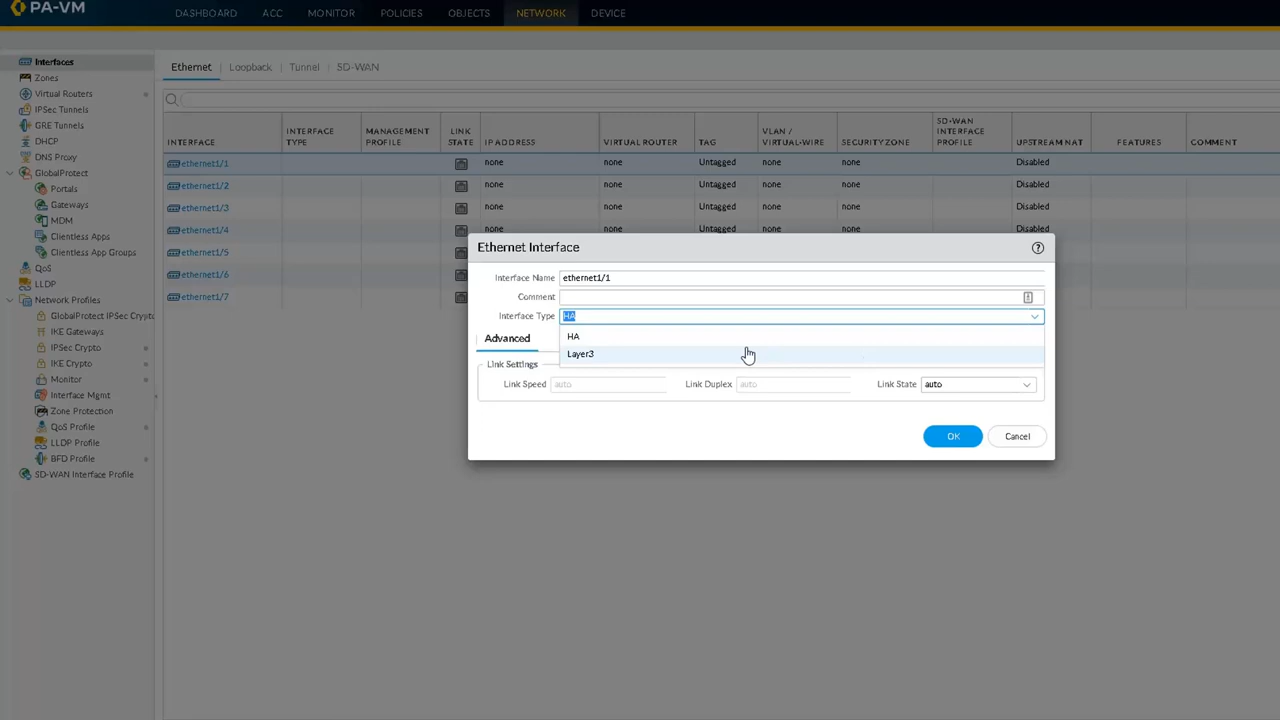 PA-VM
DASHBOARD ACC MONITOR POLICIES OBJECTS NETWORK DEVICE
Interfaces
Zones
Virtual Routers
IPSec Tunnels
GRE Tunnels
DHCP
DNS Proxy
GlobalProtect
Portals
Gateways
MDM
Clientless Apps
Clientless App Groups
QoS
LLDP
Network Profiles
GlobalProtect IPSec Crypto
IKE Gateways
IPSec Crypto
IKE Crypto
Monitor
Interface Mgmt
Zone Protection
QoS Profile
LLDP Profile
BFD Profile
SD-WAN Interface Profile
Ethernet | Loopback | Tunnel | SD-WAN
INTERFACE INTERFACE TYPE MANAGEMENT PROFILE LINK STATE IP ADDRESS VIRTUAL ROUTER TAG VLAN / VIRTUAL-WIRE SECURITY ZONE SD-WAN INTERFACE PROFILE UPSTREAM NAT FEATURES COMMENT
ethernet1/1 none none Untagged none none Disabled
ethernet1/2 none none Untagged none none Disabled
ethernet1/3 none none Untagged none none Disabled
ethernet1/4 none none Untagged none none Disabled
ethernet1/5
ethernet1/6
ethernet1/7
Ethernet Interface
Interface Name ethernet1/1
Comment
Interface Type HA
HA
Layer3
Advanced
Link Settings
Link Speed auto Link Duplex auto Link State auto
OK Cancel